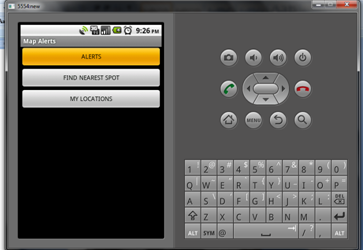 5554:new
9:26 PM
Map Alerts
ALERTS
FIND NEAREST SPOT
MY LOCATIONS
MENU
1 2 3 4 5 6 7 8 9 0
Q W E R T Y U I O P
A S D F G H J K L DEL
Z X C V B N M .
ALT SYM @ / , ALT